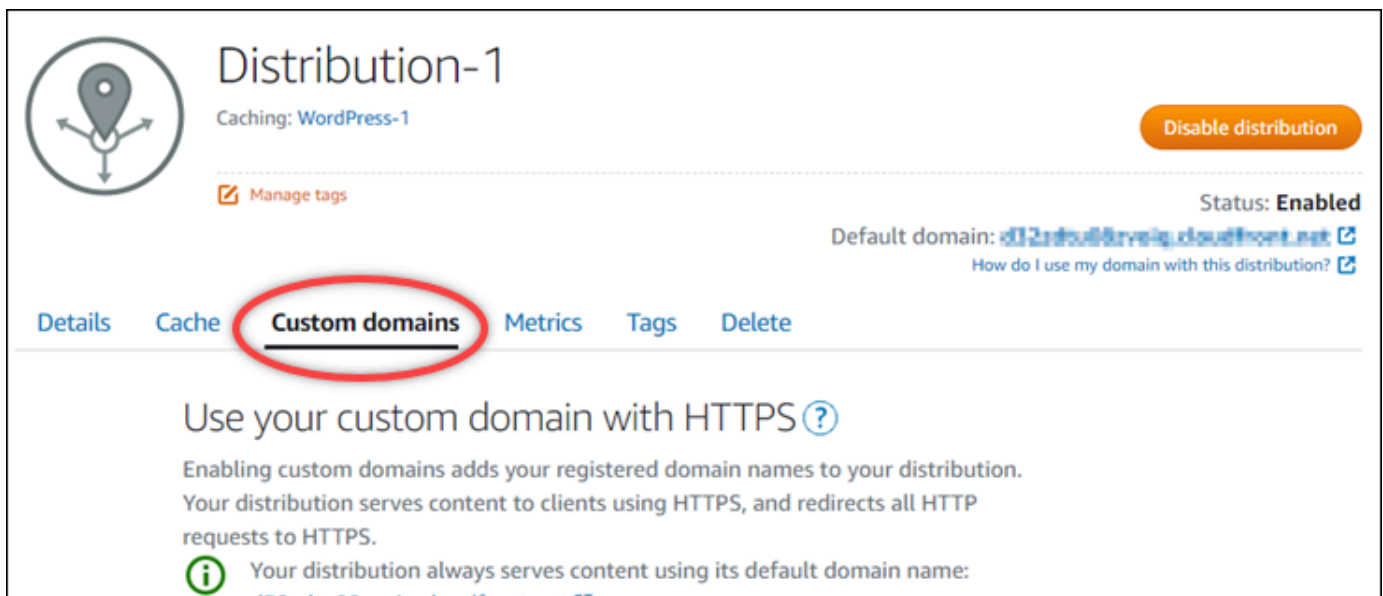 Distribution-1
Caching: WordPress-1
Disable distribution
Manage tags
Status: Enabled
Default domain:
How do I use my domain with this distribution?
Details Cache Custom domains Metrics Tags Delete
Use your custom domain with HTTPS ?
Enabling custom domains adds your registered domain names to your distribution.
Your distribution serves content to clients using HTTPS, and redirects all HTTP
requests to HTTPS.
Your distribution always serves content using its default domain name: